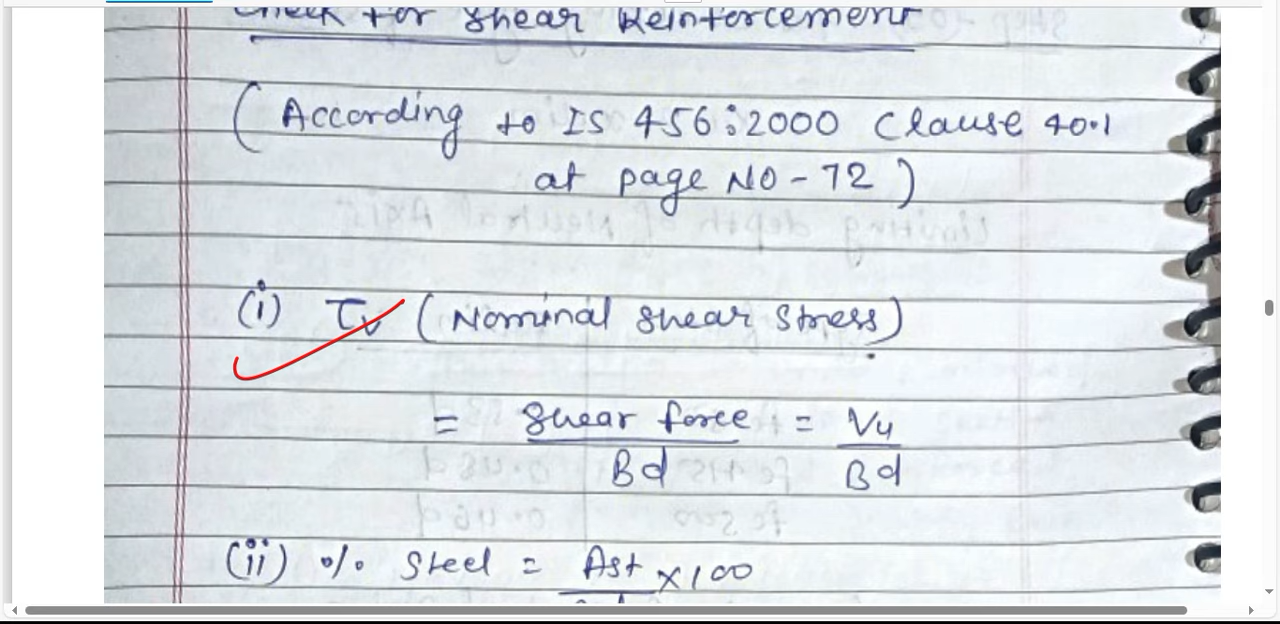 Check for Shear Reinforcement
(According to IS 456:2000 Clause 40.1
at page NO-72)
(i) τv (Nominal Shear Stress)
= Shear force / Bd = Vu / Bd
(ii) % Steel = Ast / Bd ×100